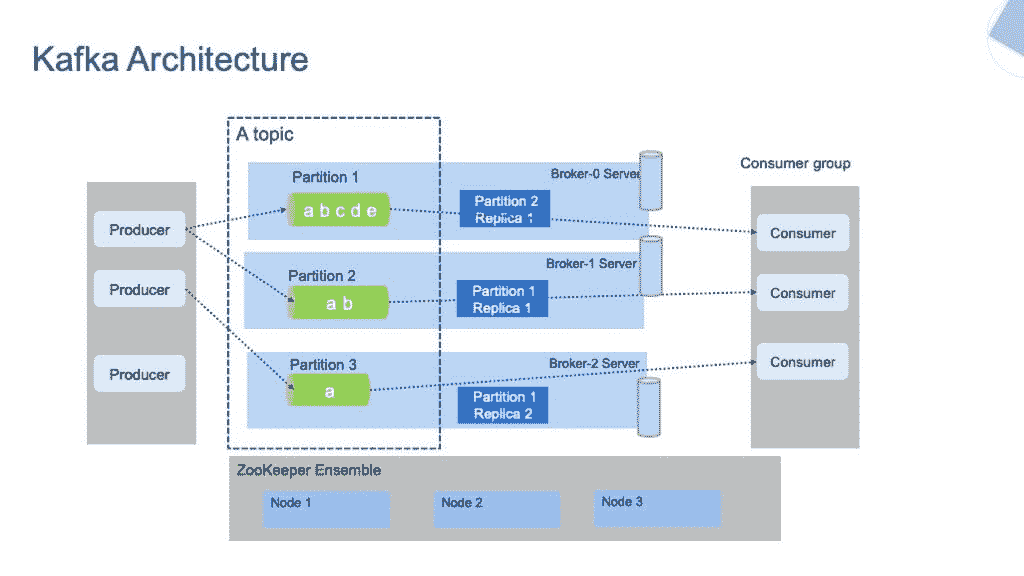 Kafka Architecture
A topic
Consumer group
Partition 1
Broker-0 Server
a b c d e
Partition 2
Replica 1
Producer
Consumer
Broker-1 Server
Partition 2
a b
Partition 1
Replica 1
Producer
Consumer
Partition 3
Broker-2 Server
a
Partition 1
Replica 2
Producer
Consumer
ZooKeeper Ensemble
Node 1
Node 2
Node 3